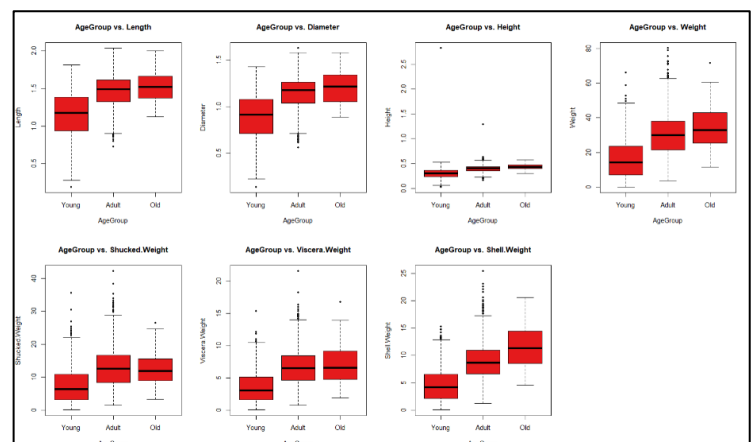 AgeGroup vs. Length
Length
0.5 1.0 1.5 2.0
Young Adult Old
AgeGroup
AgeGroup vs. Diameter
Diameter
0.5 1.0 1.5
Young Adult Old
AgeGroup
AgeGroup vs. Height
Height
0.0 0.5 1.0 1.5 2.0 2.5
Young Adult Old
AgeGroup
AgeGroup vs. Weight
Weight
0 20 40 60 80
Young Adult Old
AgeGroup
AgeGroup vs. Shucked.Weight
Shucked.Weight
0 10 20 30 40
Young Adult Old
AgeGroup vs. Viscera.Weight
Viscera.Weight
0 5 10 15 20
Young Adult Old
AgeGroup vs. Shell.Weight
Shell.Weight
0 5 10 15 20 25
Young Adult Old